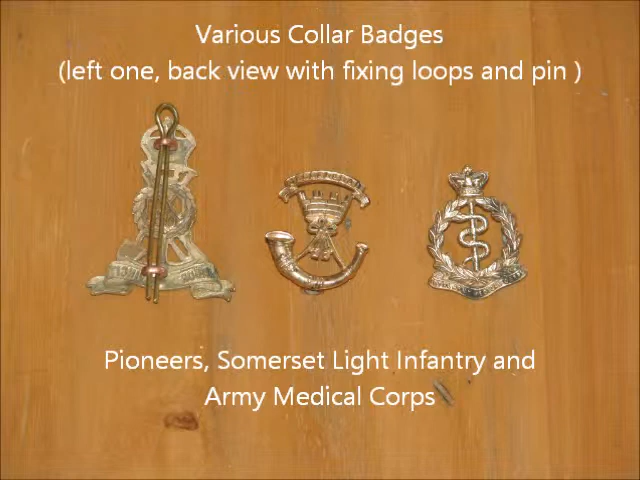 Various Collar Badges
(left one, back view with fixing loops and pin )
Pioneers, Somerset Light Infantry and
Army Medical Corps